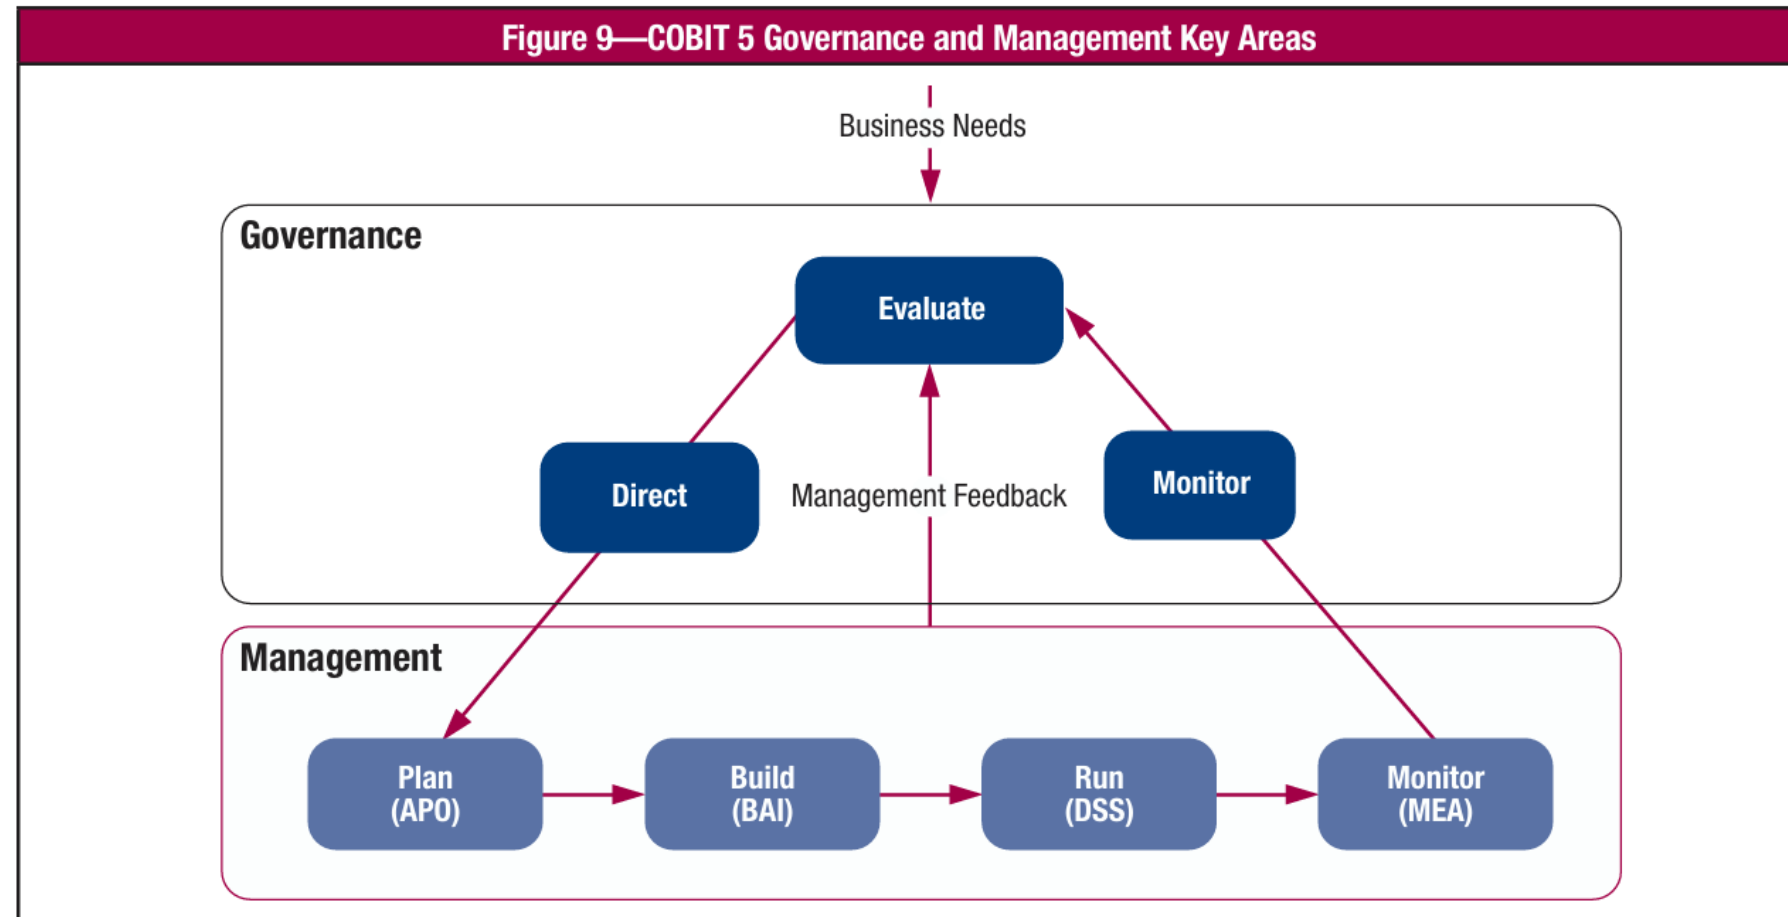 Figure 9—COBIT 5 Governance and Management Key Areas
Business Needs
Governance
Evaluate
Direct
Management Feedback
Monitor
Management
Plan
(APO)
Build
(BAI)
Run
(DSS)
Monitor
(MEA)